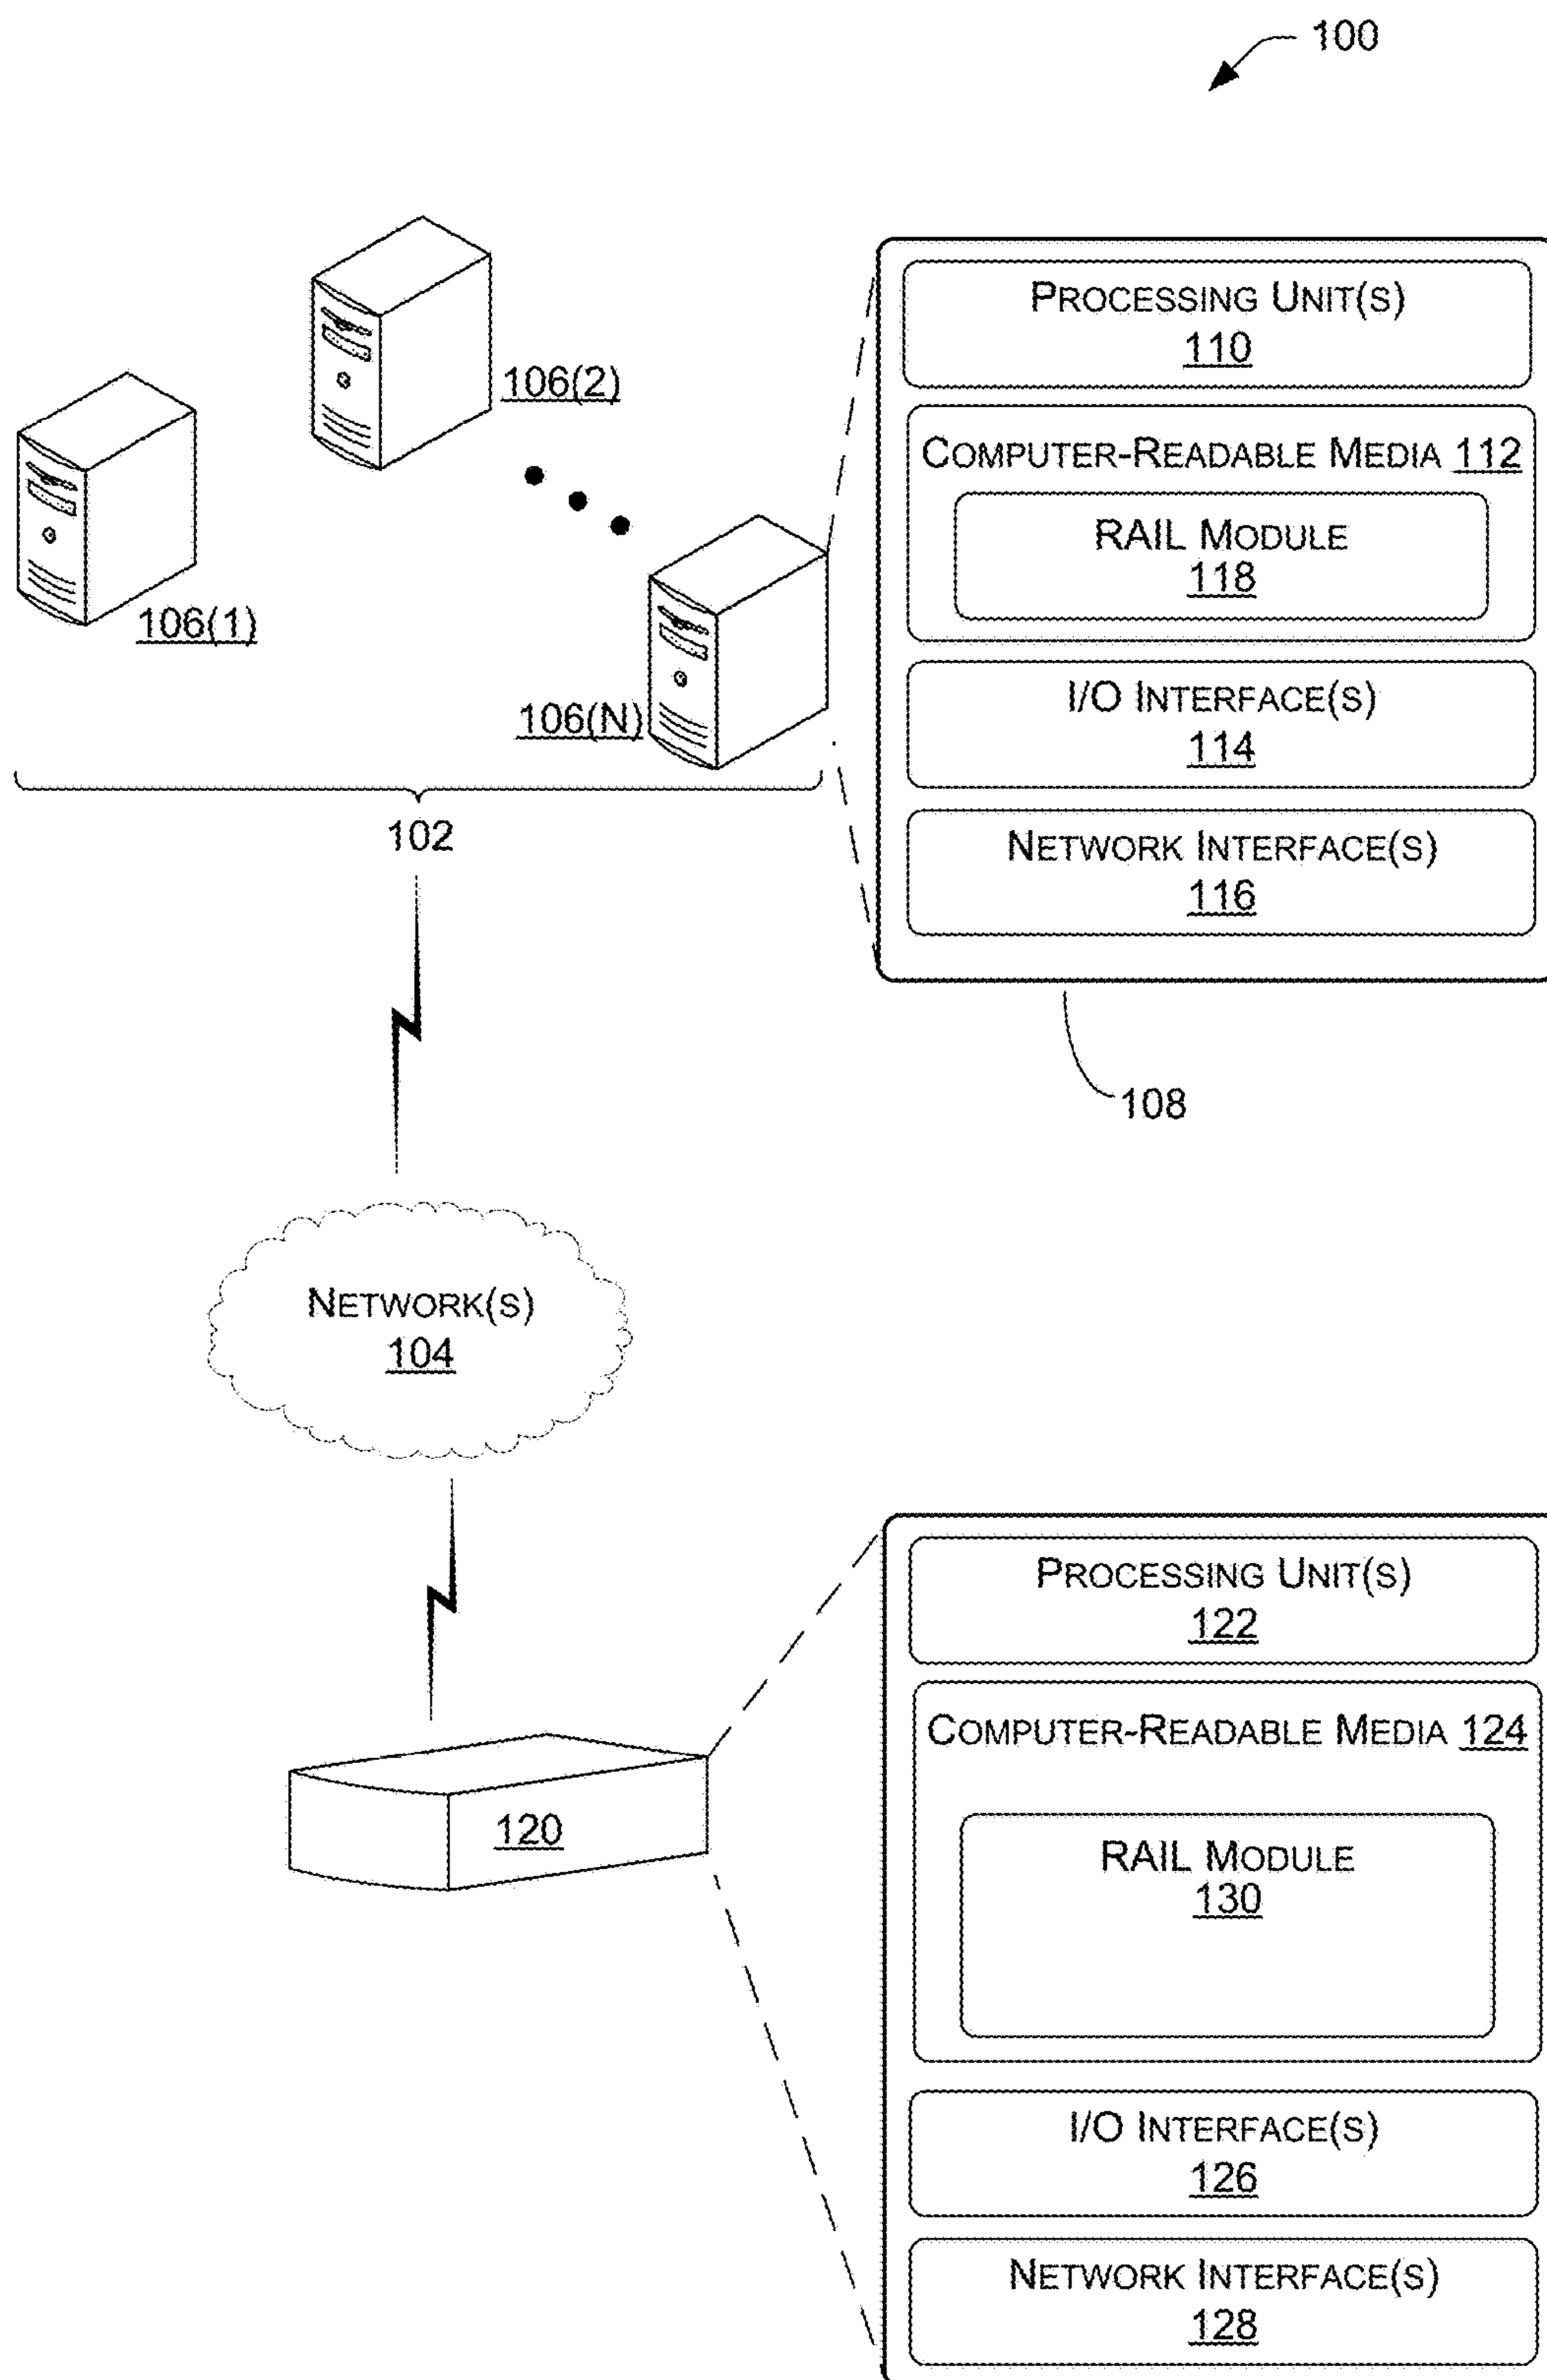 100
106(1)
106(2)
106(N)
102
PROCESSING UNIT(S)
110
COMPUTER-READABLE MEDIA 112
RAIL MODULE
118
I/O INTERFACE(S)
114
NETWORK INTERFACE(S)
116
108
NETWORK(S)
104
120
PROCESSING UNIT(S)
122
COMPUTER-READABLE MEDIA 124
RAIL MODULE
130
I/O INTERFACE(S)
126
NETWORK INTERFACE(S)
128